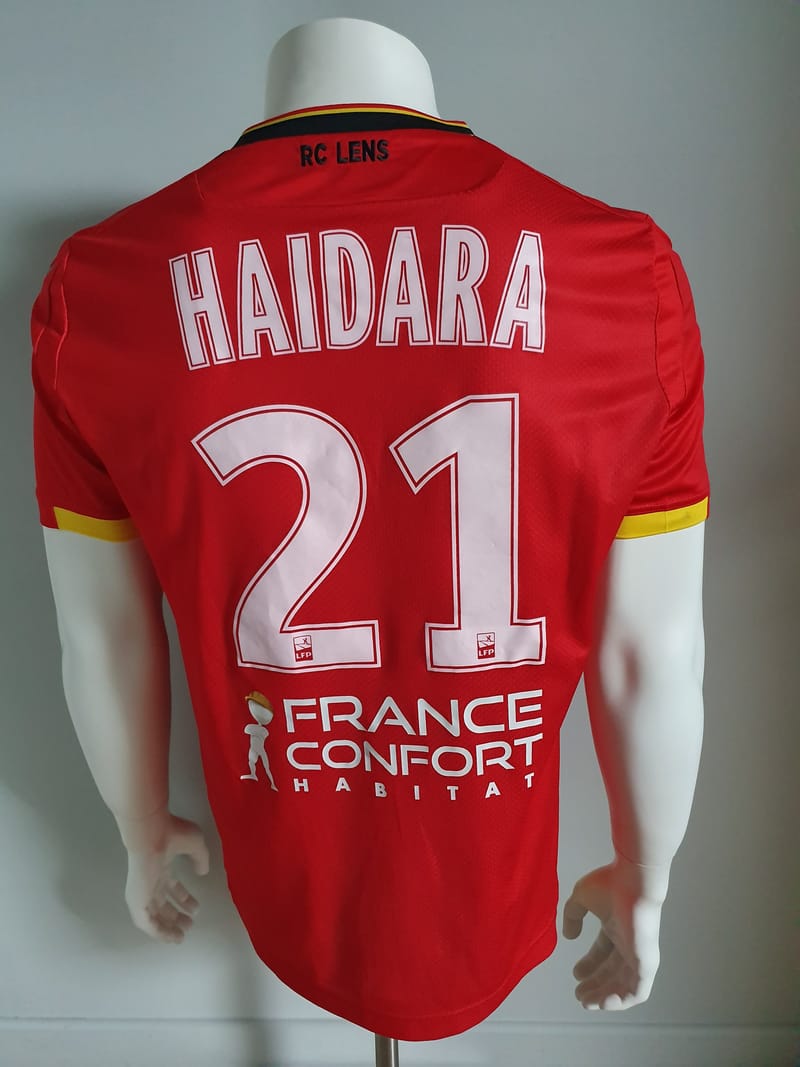 RC LENS
HAIDARA
21
LFP LFP
FRANCE
CONFORT
HABITAT